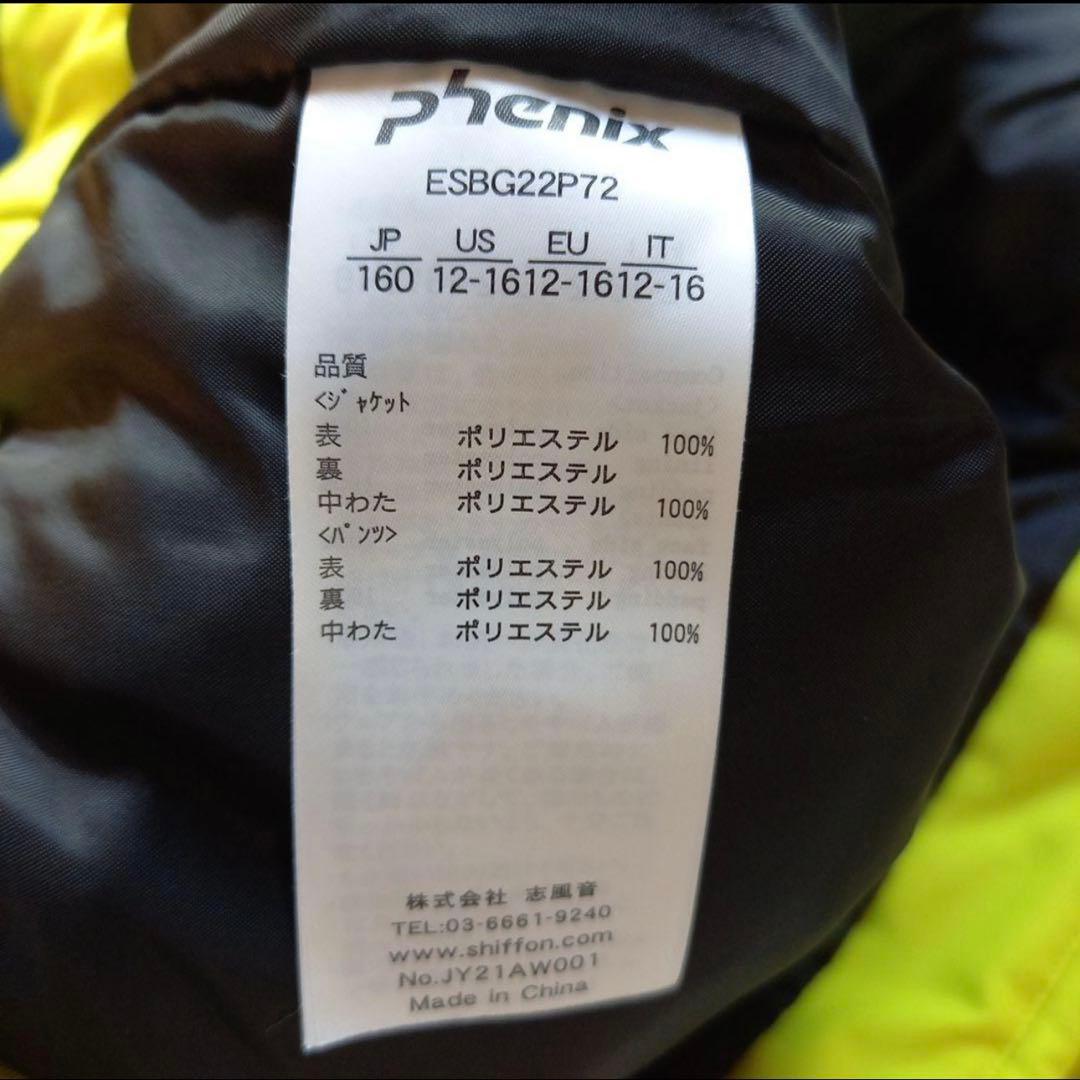 phenix
ESBG22P72
JP US EU IT
160 12-16 12-16 12-16
品質
<ｼﾞｬｹｯﾄ
表 ポリエステル 100%
裏 ポリエステル
中わた ポリエステル 100%
<ﾊﾟﾝﾂ>
表 ポリエステル 100%
裏 ポリエステル
中わた ポリエステル 100%
株式会社 志風音
TEL:03-6661-9240
www.shiffon.com
No.JY21AW001
Made in China